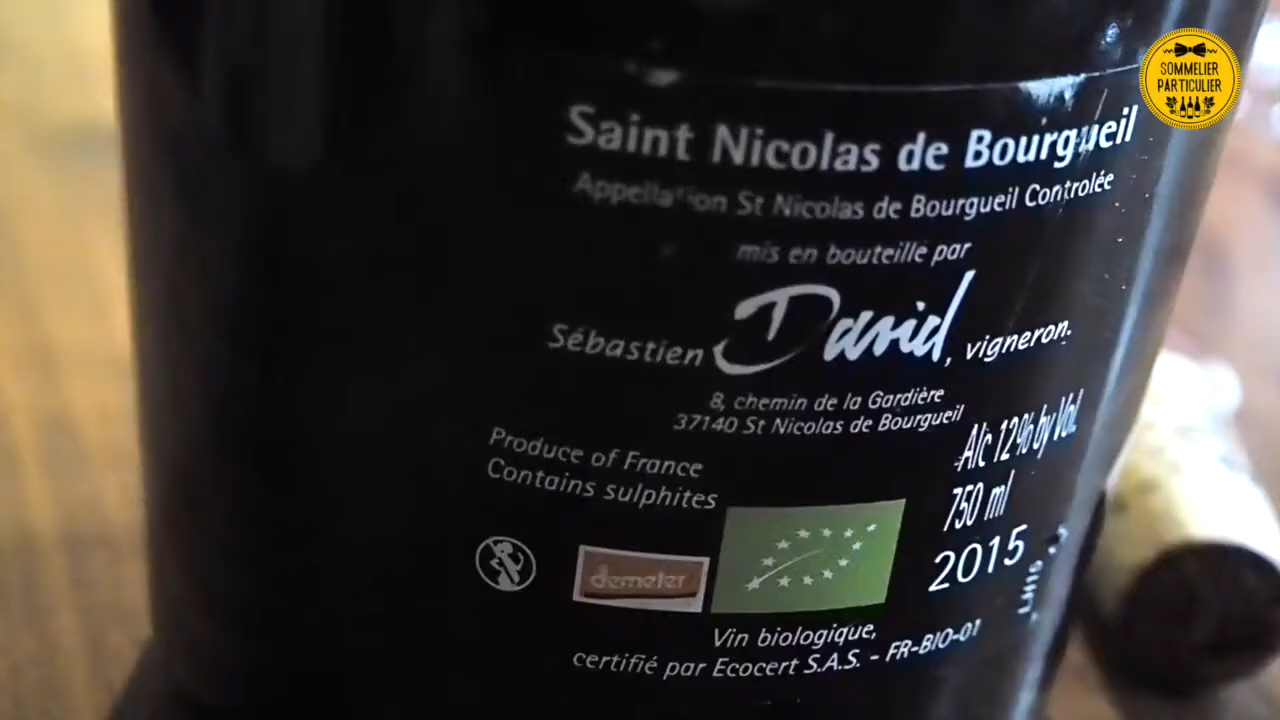 SOMMELIER
PARTICULIER
Saint Nicolas de Bourgueil
Appellation St Nicolas de Bourgueil Controlée
mis en bouteille par
Sébastien David, vigneron.
8, chemin de la Gardière
37140 St Nicolas de Bourgueil
Alc 12% by Vol.
Produce of France
Contains sulphites
750 ml
2015
demeter
Vin biologique,
certifié par Ecocert S.A.S. - FR-BIO-01